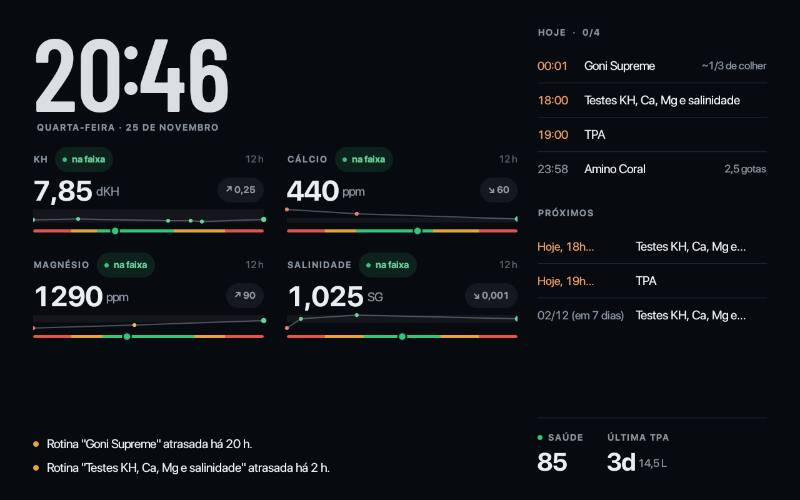 20:46
QUARTA-FEIRA · 25 DE NOVEMBRO
KH na faixa 12h
7,85 dKH ↗0,25
CÁLCIO na faixa 12h
440 ppm ↘60
MAGNÉSIO na faixa 12h
1290 ppm ↗90
SALINIDADE na faixa 12h
1,025 SG ↘0,001
Rotina "Goni Supreme" atrasada há 20 h.
Rotina "Testes KH, Ca, Mg e salinidade" atrasada há 2 h.
HOJE · 0/4
00:01 Goni Supreme ~1/3 de colher
18:00 Testes KH, Ca, Mg e salinidade
19:00 TPA
23:58 Amino Coral 2,5 gotas
PRÓXIMOS
Hoje, 18h... Testes KH, Ca, Mg e...
Hoje, 19h... TPA
02/12 (em 7 dias) Testes KH, Ca, Mg e...
SAÚDE ÚLTIMA TPA
85 3d 14,5 L